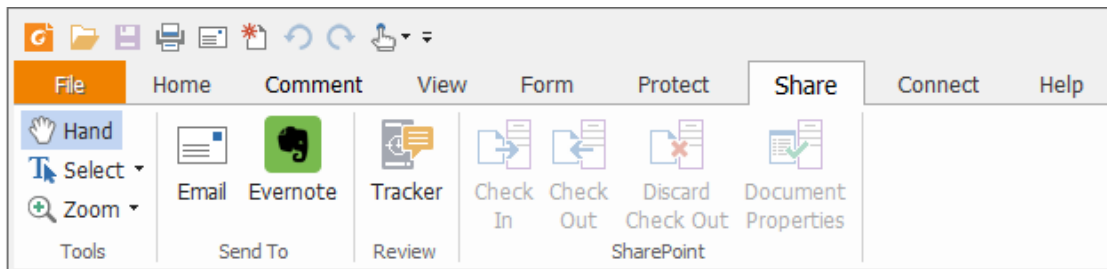 File Home Comment View Form Protect Share Connect Help
Hand
Select
Zoom
Tools
Email Evernote
Send To
Tracker
Review
Check In
Check Out
Discard Check Out
Document Properties
SharePoint